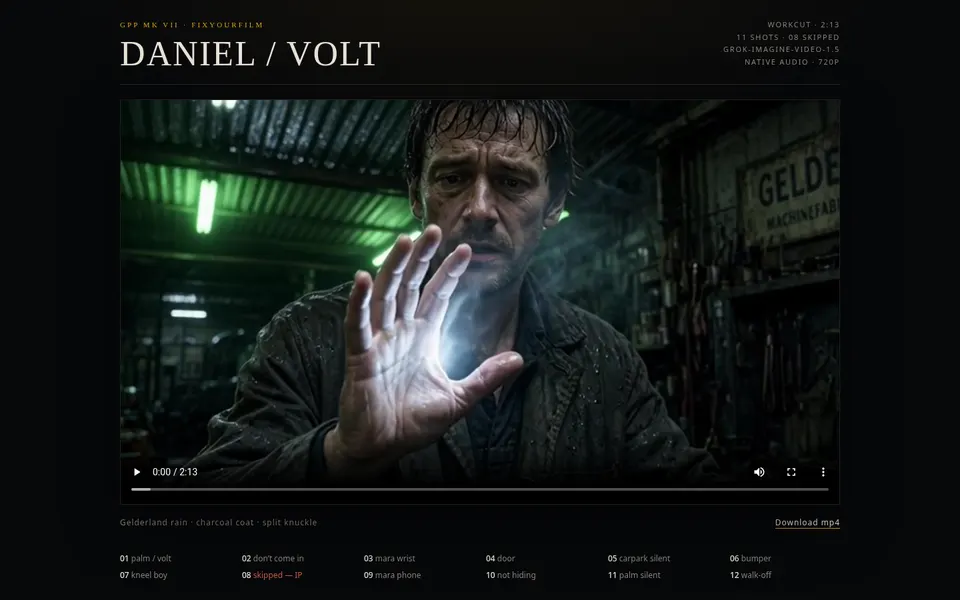 GPP MK VII · FIXYOURFILM
DANIEL / VOLT
WORKCUT · 2:13
11 SHOTS · 08 SKIPPED
GROK-IMAGINE-VIDEO-1.5
NATIVE AUDIO · 720P
GELDE
MACHINEFAB
0:00 / 2:13
Gelderland rain · charcoal coat · split knuckle
Download mp4
01 palm / volt
02 don't come in
03 mara wrist
04 door
05 carpark silent
06 bumper
07 kneel boy
08 skipped — IP
09 mara phone
10 not hiding
11 palm silent
12 walk-off